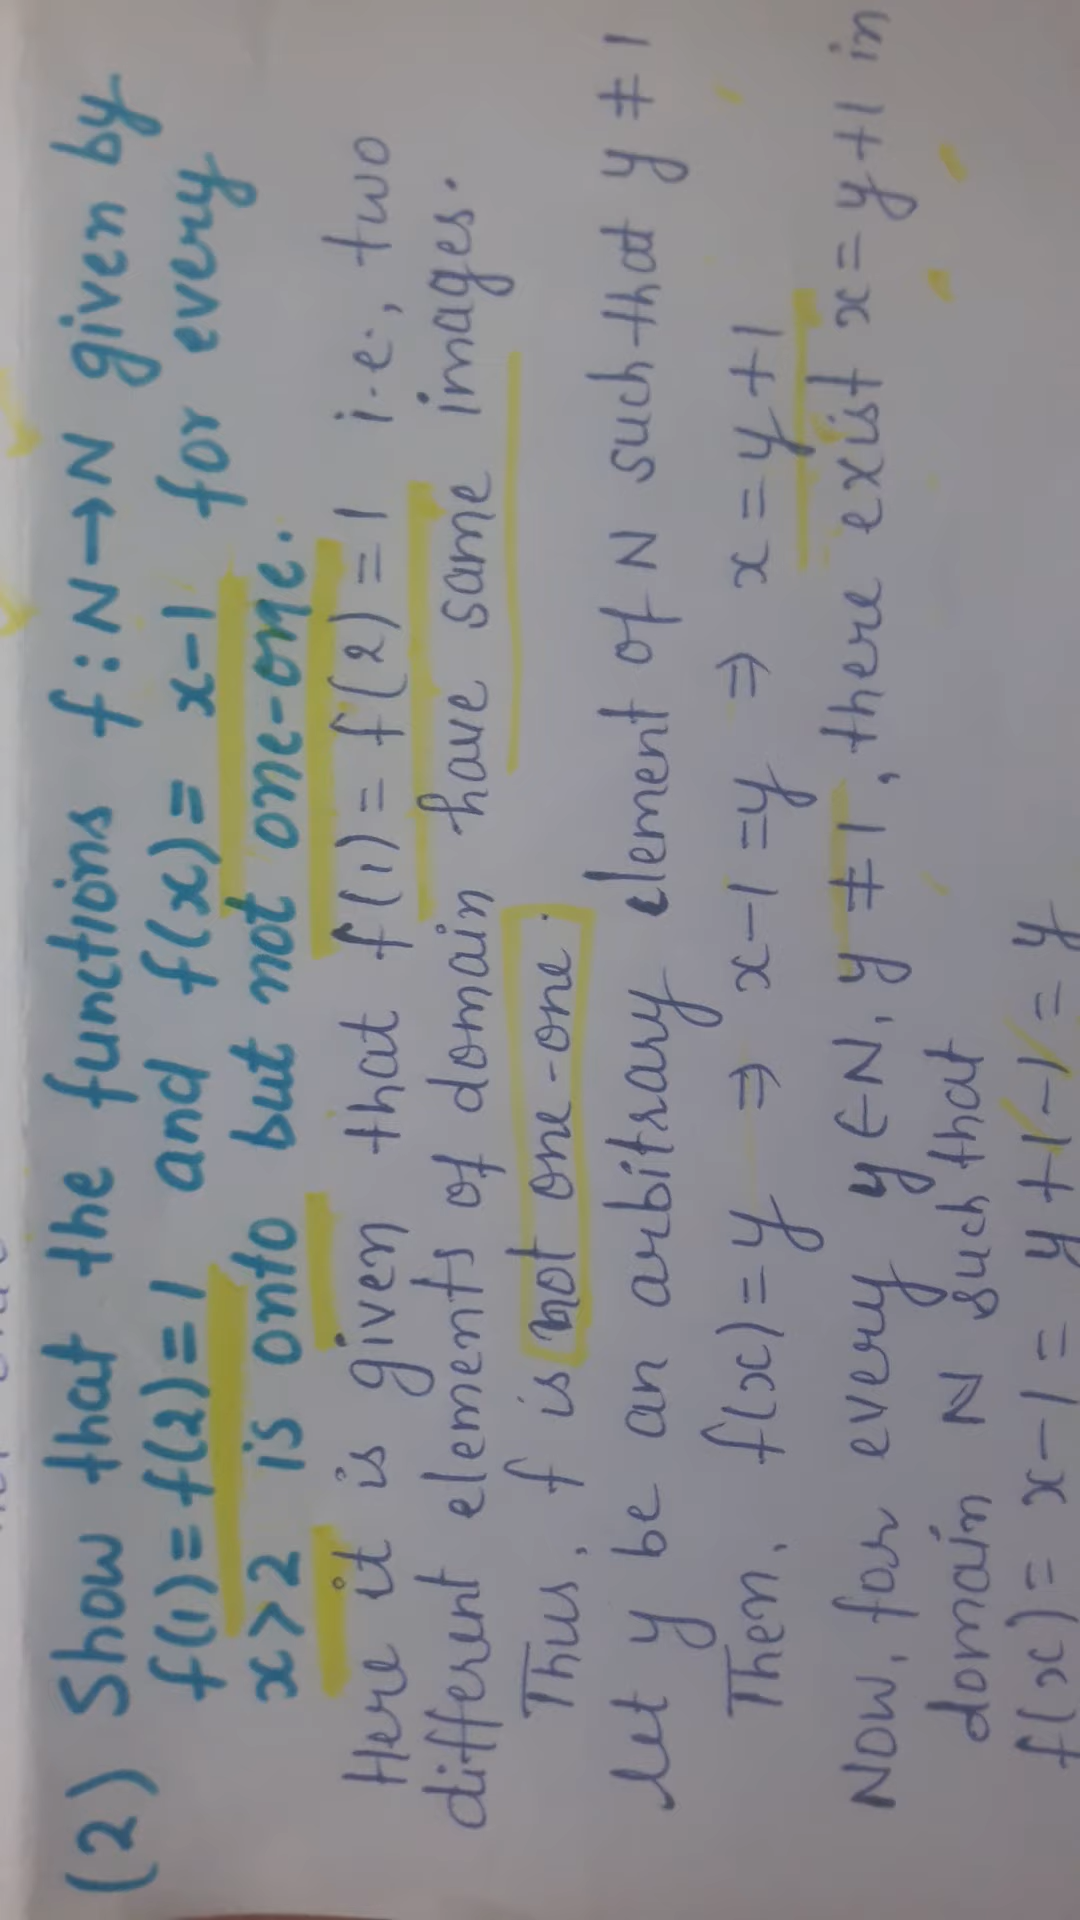 (2) Show that the functions f : N→N given by
f(1) = f(2) = 1 and f(x) = x-1 for every
x > 2 is onto but not one-one.
Here it is given that f(1) = f(2) = 1 i.e., two
different elements of domain have same images.
Thus, f is not one-one.
let y be an arbitrary element of N such that y ≠ 1
Then, f(x) = y ⇒ x-1 = y ⇒ x = y+1
Now, for every y ∈ N, y ≠ 1, there exist x = y+1 in
domain N such that
f(x) = x-1 = y+1-1 = y